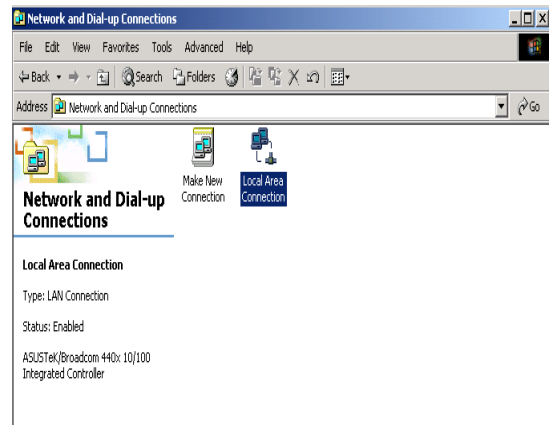 Network and Dial-up Connections
File Edit View Favorites Tools Advanced Help
Back Search Folders
Address Network and Dial-up Connections Go
Make New Connection
Local Area Connection
Network and Dial-up
Connections
Local Area Connection
Type: LAN Connection
Status: Enabled
ASUSTeK/Broadcom 440x 10/100
Integrated Controller